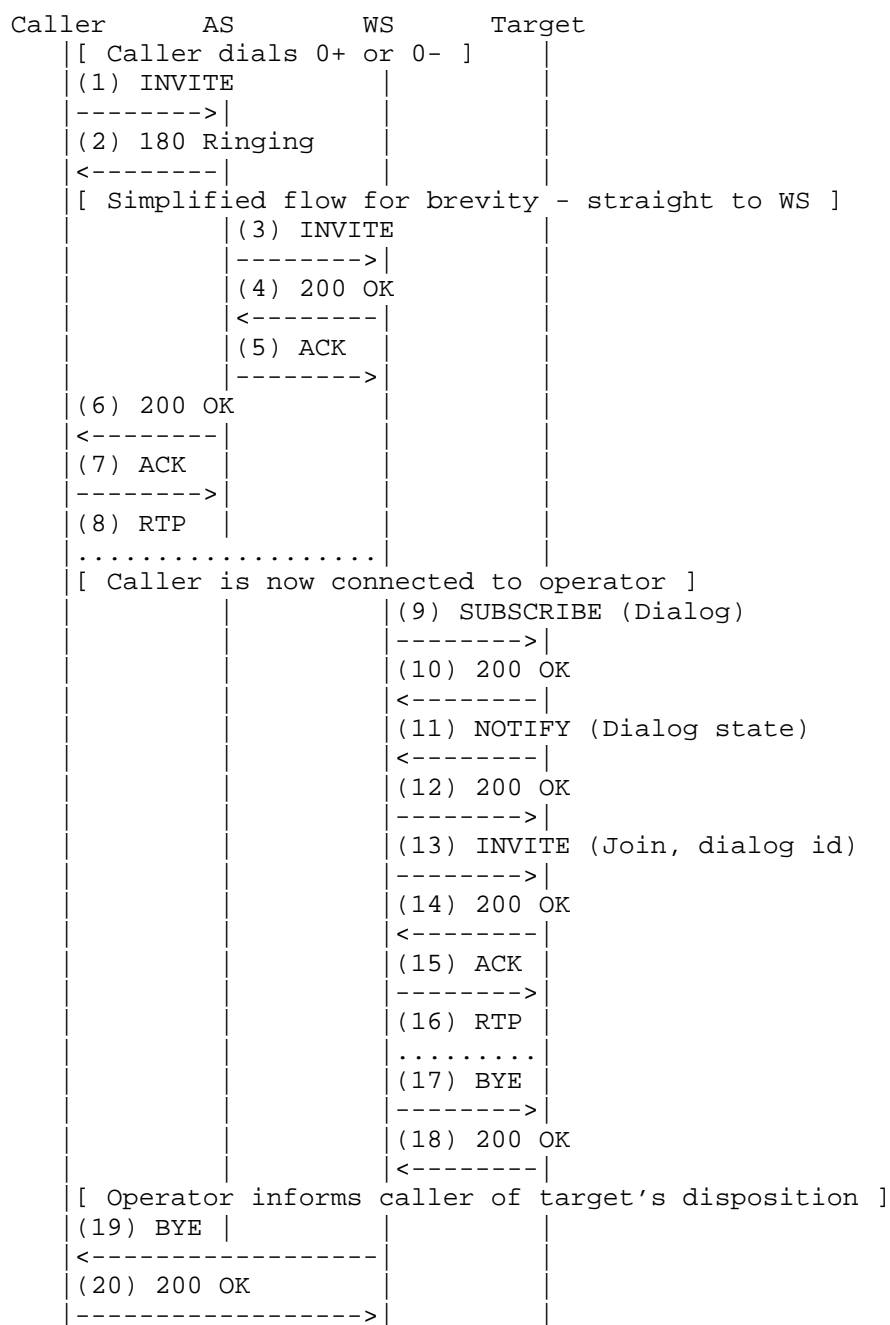 Caller AS WS Target
[ Caller dials 0+ or 0- ]
(1) INVITE
(2) 180 Ringing
[ Simplified flow for brevity - straight to WS ]
(3) INVITE
(4) 200 OK
(5) ACK
(6) 200 OK
(7) ACK
(8) RTP
[ Caller is now connected to operator ]
(9) SUBSCRIBE (Dialog)
(10) 200 OK
(11) NOTIFY (Dialog state)
(12) 200 OK
(13) INVITE (Join, dialog id)
(14) 200 OK
(15) ACK
(16) RTP
(17) BYE
(18) 200 OK
[ Operator informs caller of target's disposition ]
(19) BYE
(20) 200 OK